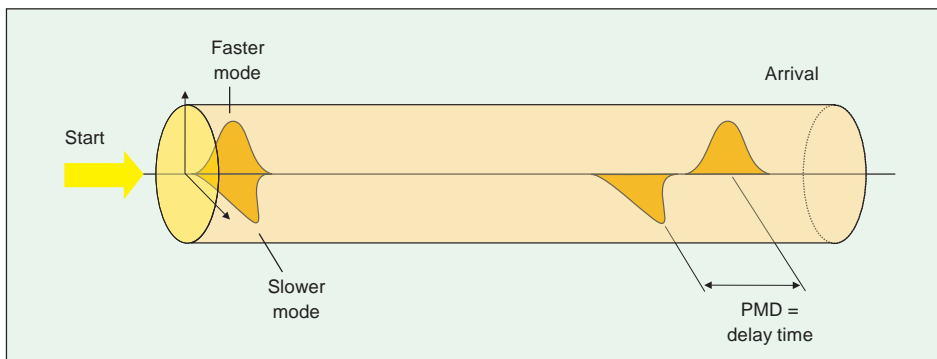 Faster
mode
Arrival
Start
Slower
mode
PMD =
delay time